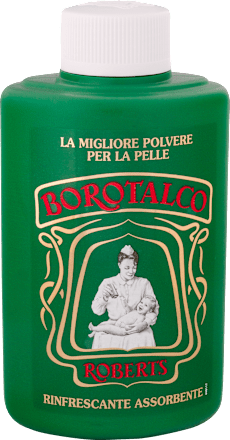 LA MIGLIORE POLVERE
PER LA PELLE
BOROTALCO
ROBERTS
RINFRESCANTE ASSORBENTE